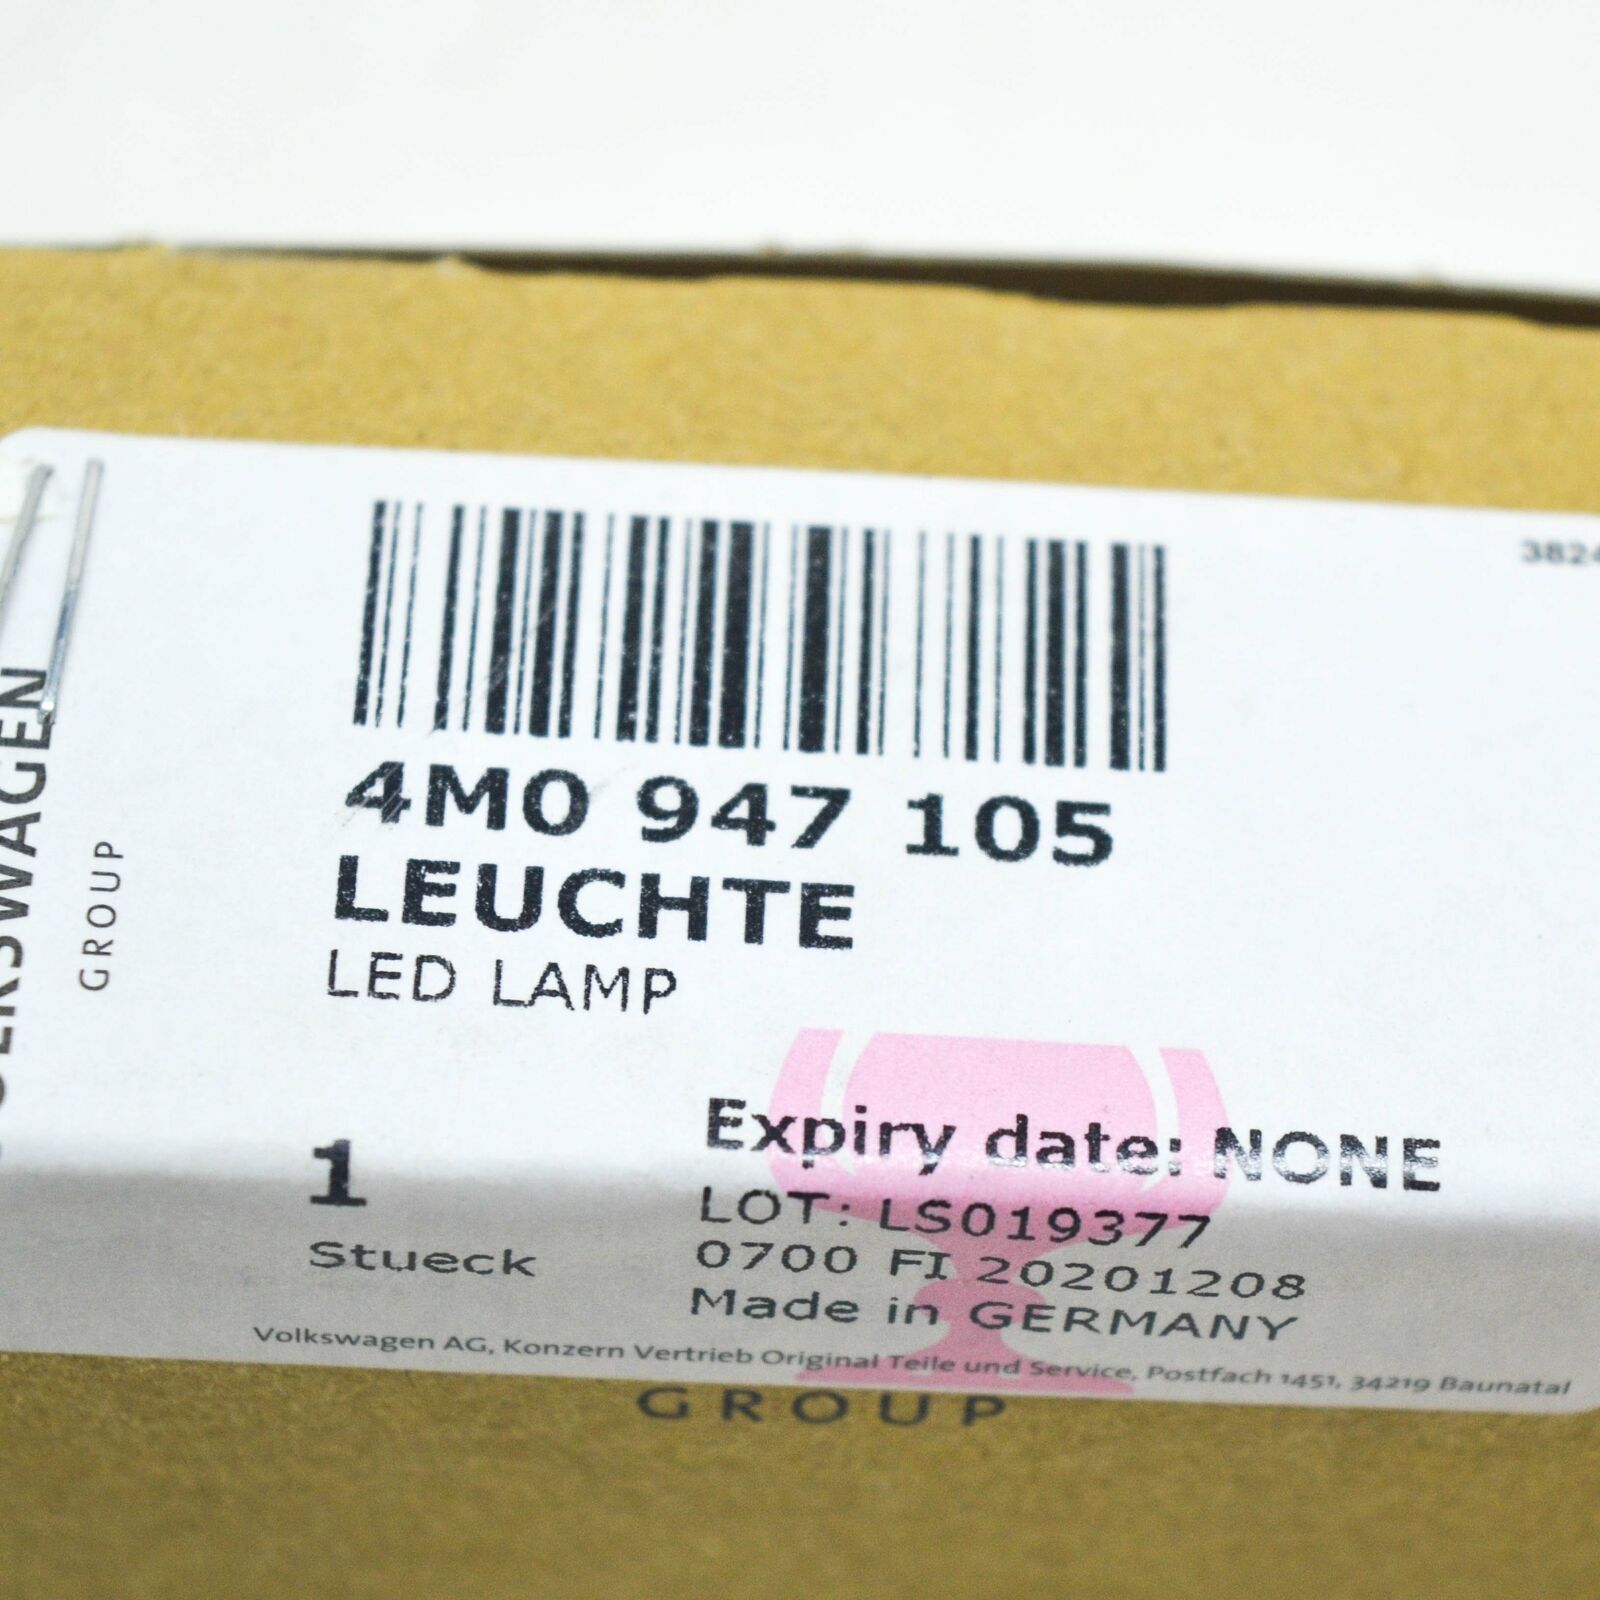 3824
4M0 947 105
LEUCHTE
LED LAMP
GROUP
1
Stueck
Expiry date: NONE
LOT: LS019377
0700 FI 20201208
Made in GERMANY
Volkswagen AG, Konzern Vertrieb Original Teile und Service, Postfach 1451, 34219 Baunatal
GROUP